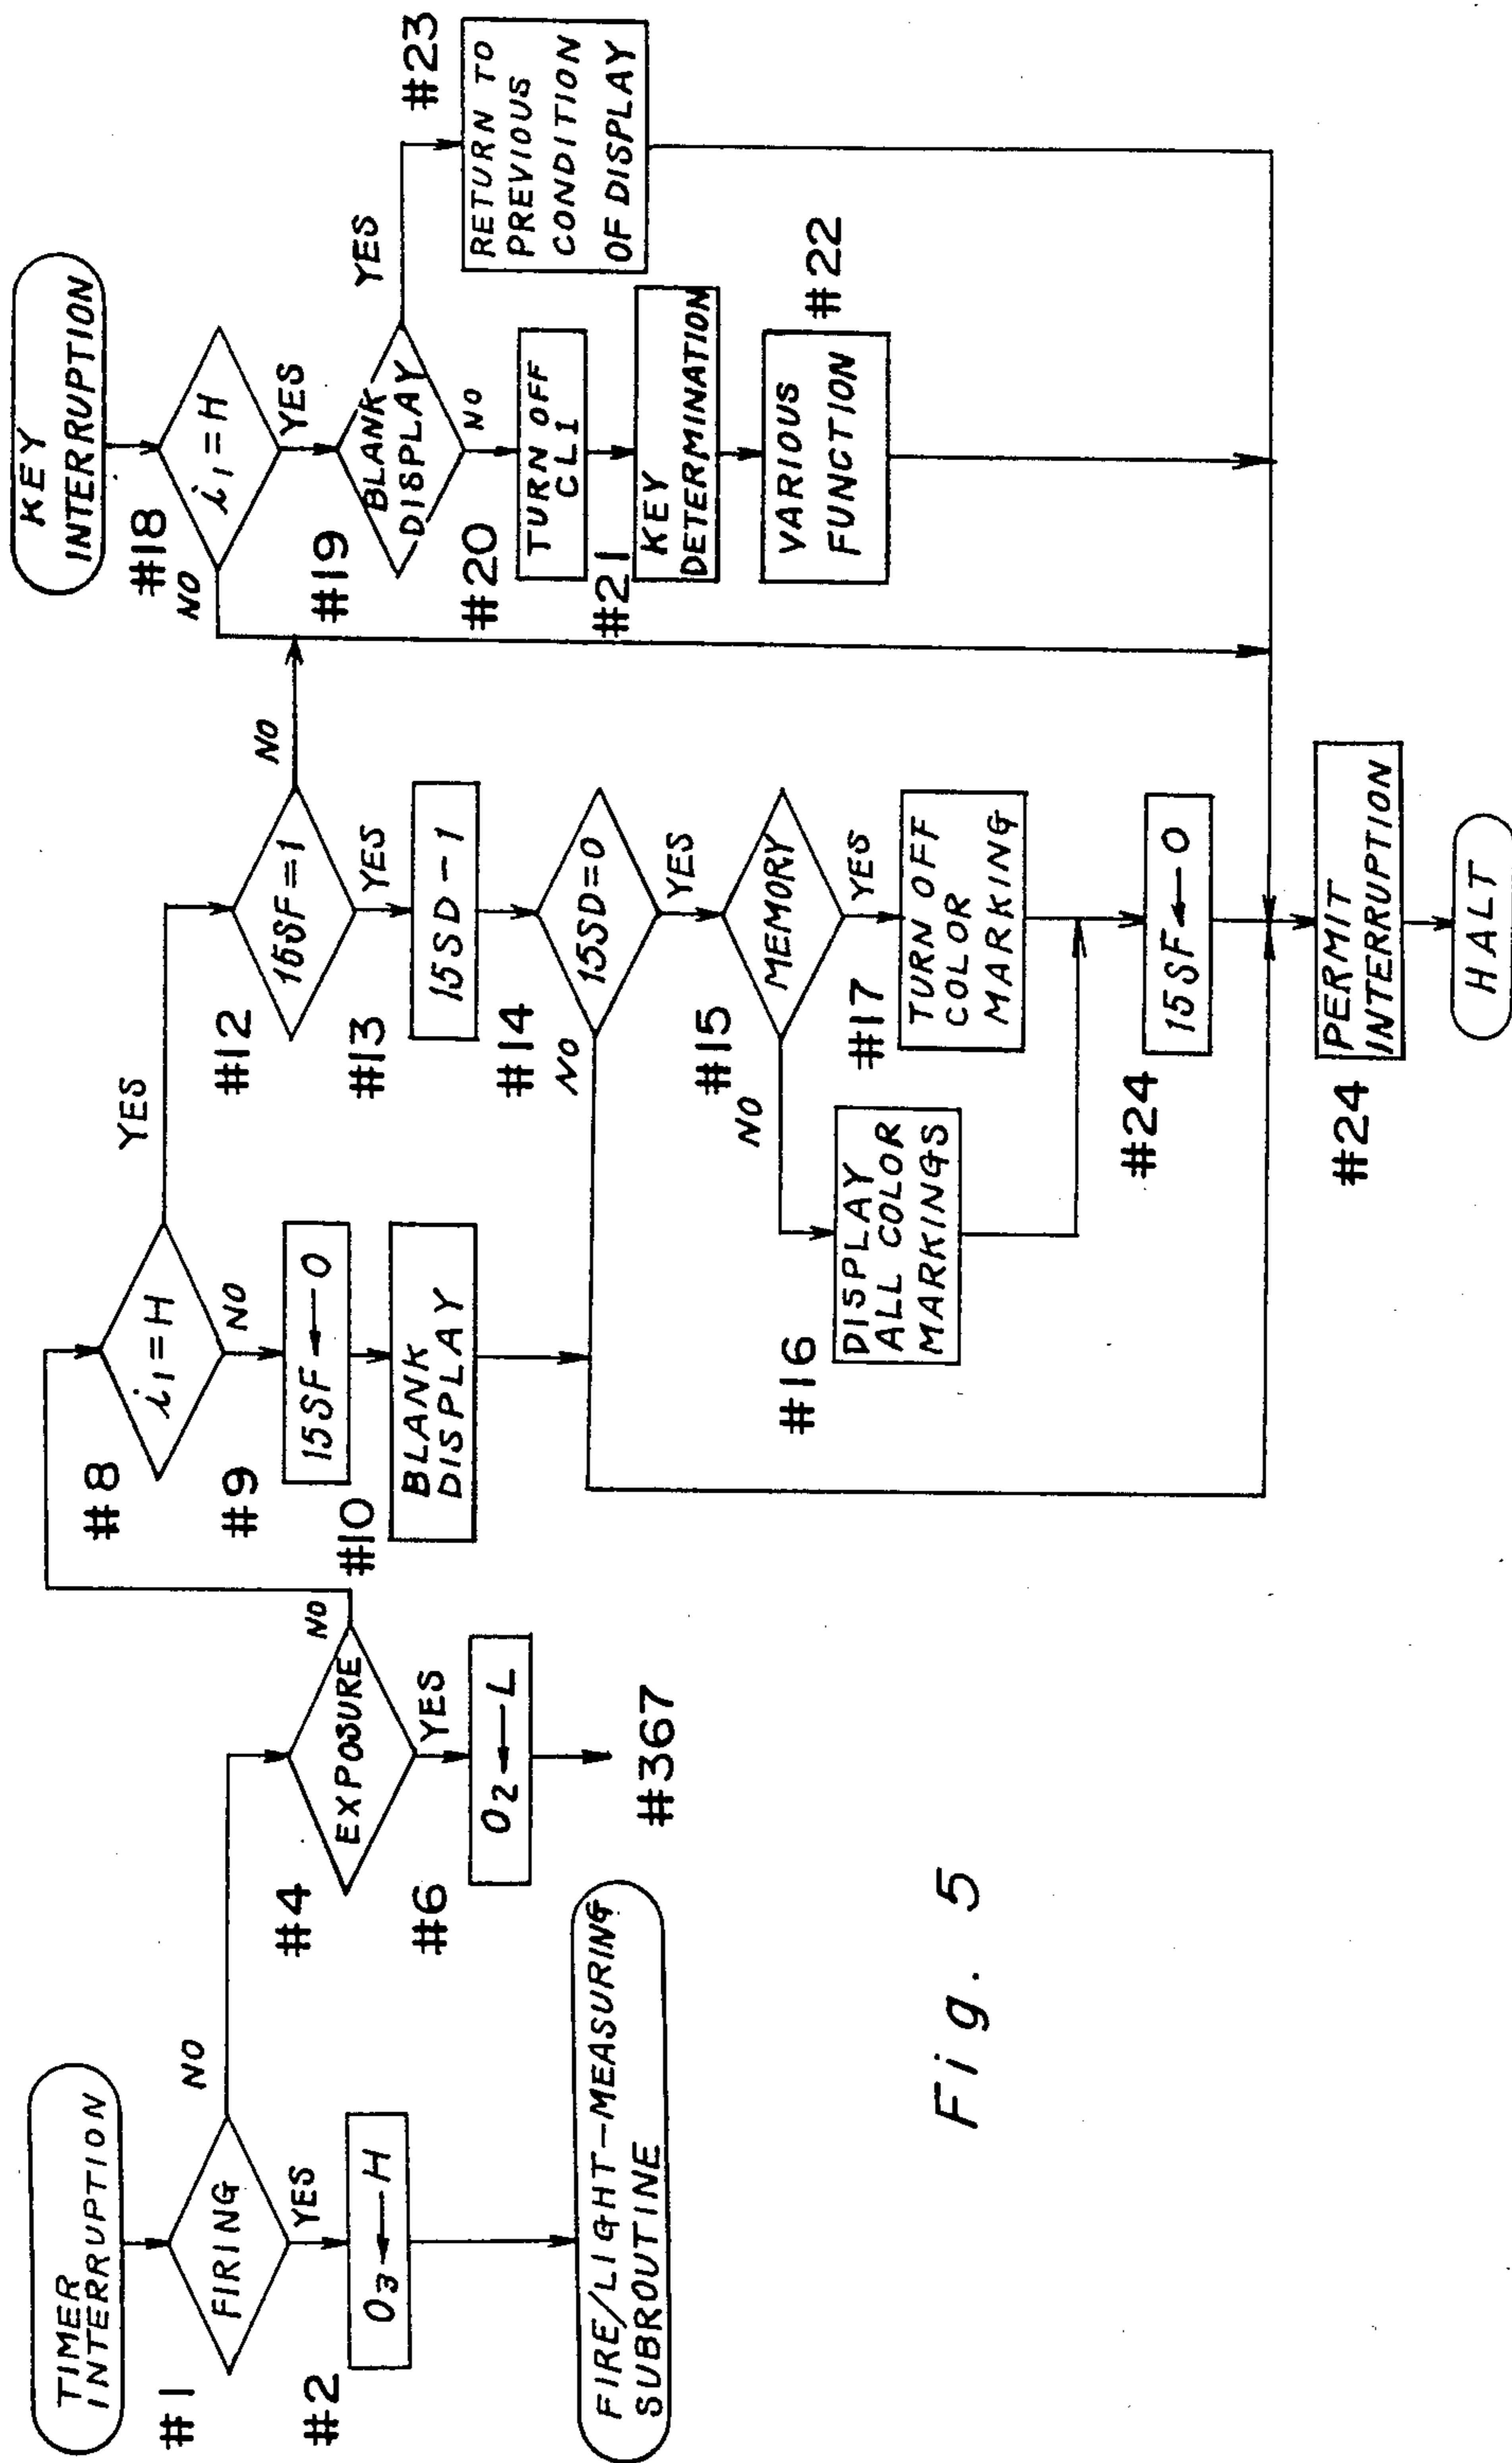 TIMER
INTERRUPTION
#1
FIRING
NO
YES
#2
O3←H
FIRE/LIGHT-MEASURING
SUBROUTINE
#4
EXPOSURE
NO
YES
#6
O2←L
#367
#8
i1=H
YES
NO
#9
15SF←0
#10
BLANK
DISPLAY
#12
15SF=1
NO
YES
#13
15SD-1
#14
15SD=0
NO
YES
#15
MEMORY
NO
YES
#16
DISPLAY
ALL COLOR
MARKINGS
#17
TURN OFF
COLOR
MARKING
#24
15SF←0
#24
PERMIT
INTERRUPTION
HALT
KEY
INTERRUPTION
#18
i1=H
NO
YES
#19
BLANK
DISPLAY
YES
NO
#20
TURN OFF
CL1
#21
KEY
DETERMINATION
#22
VARIOUS
FUNCTION
#23
RETURN TO
PREVIOUS
CONDITION
OF DISPLAY
Fig. 5